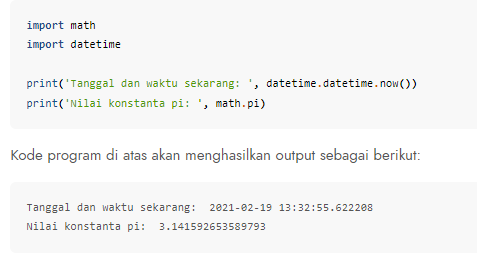 import math
import datetime
print('Tanggal dan waktu sekarang: ', datetime.datetime.now())
print('Nilai konstanta pi: ', math.pi)
Kode program di atas akan menghasilkan output sebagai berikut:
Tanggal dan waktu sekarang:  2021-02-19 13:32:55.622208
Nilai konstanta pi:  3.141592653589793